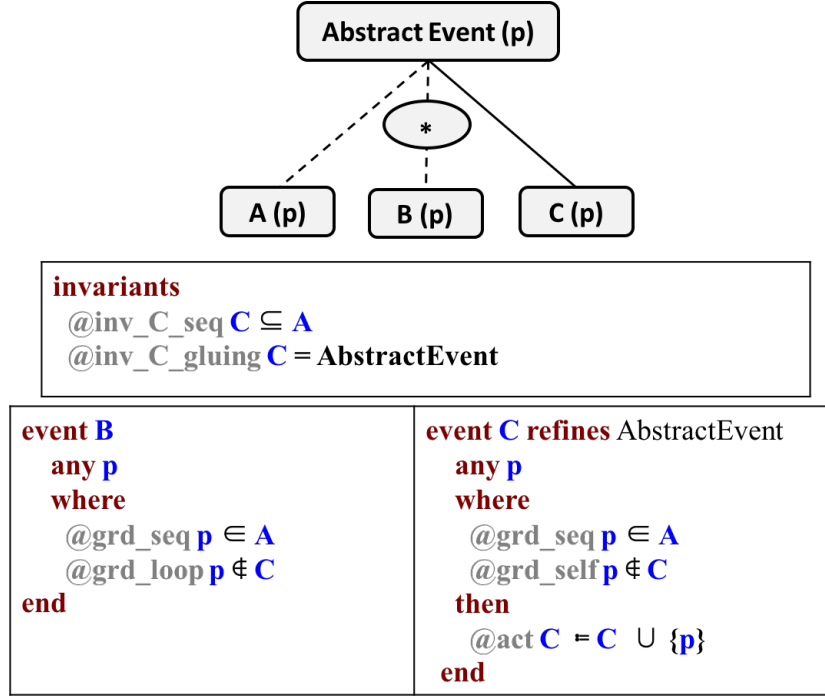 Abstract Event (p)
*
A (p)
B (p)
C (p)
invariants
@inv_C_seq C ⊆ A
@inv_C_gluing C = AbstractEvent
event B
any p
where
@grd_seq p ∈ A
@grd_loop p ∉ C
end
event C refines AbstractEvent
any p
where
@grd_seq p ∈ A
@grd_self p ∉ C
then
@act C ≔ C ∪ {p}
end